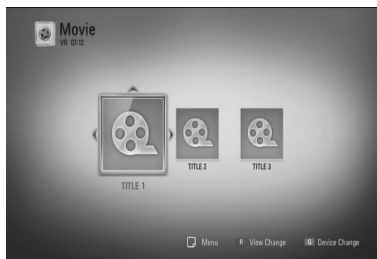 Movie
VR 07:12
TITLE 1
TITLE 2
TITLE 3
Menu
R View Change
G Device Change